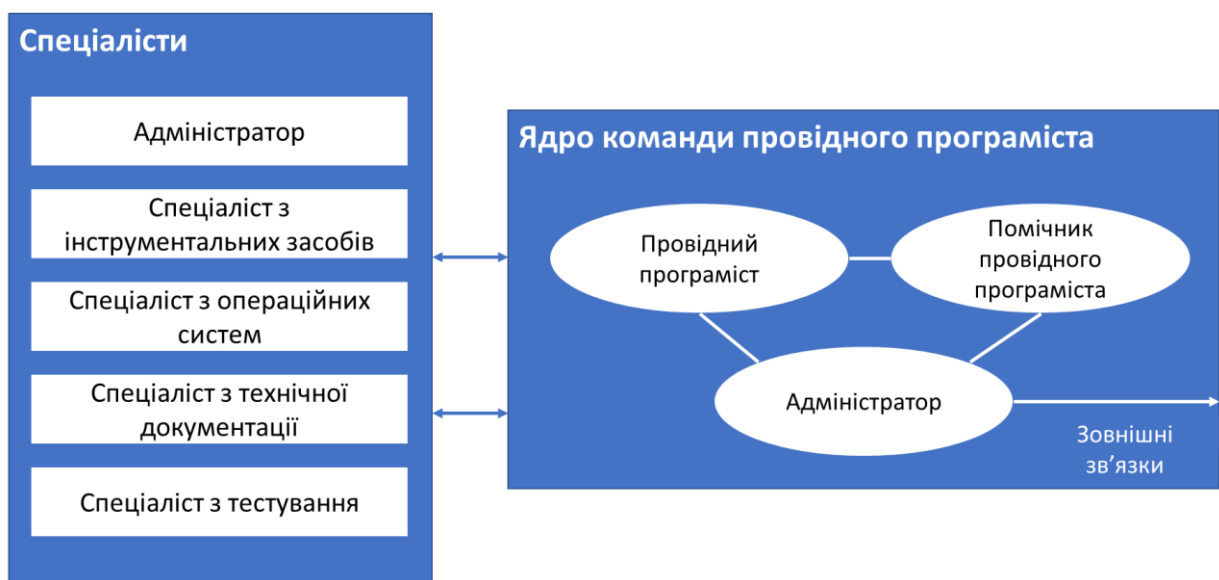 Спеціалісти
Адміністратор
Спеціаліст з
інструментальних засобів
Спеціаліст з операційних
систем
Спеціаліст з технічної
документації
Спеціаліст з тестування
Ядро команди провідного програміста
Провідний
програміст
Помічник
провідного
програміста
Адміністратор
Зовнішні
зв’язки